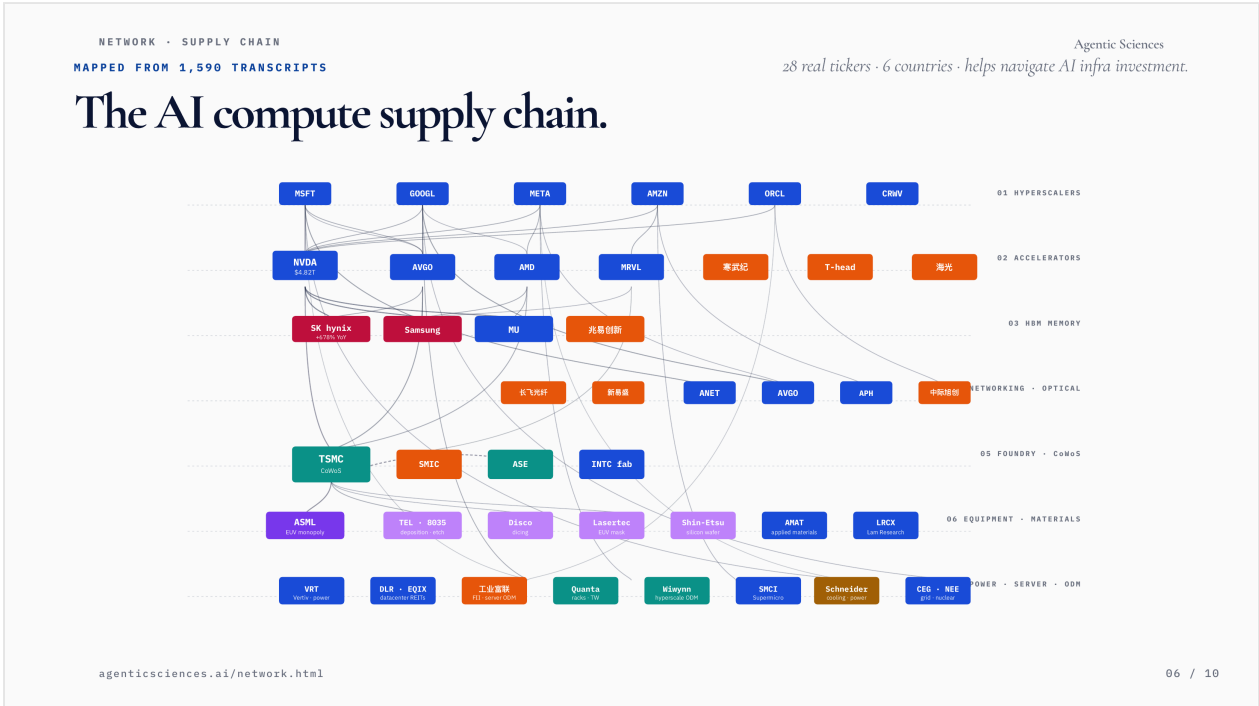 NETWORK · SUPPLY CHAIN
Agentic Sciences
MAPPED FROM 1,590 TRANSCRIPTS
28 real tickers · 6 countries · helps navigate AI infra investment.
The AI compute supply chain.
MSFT
GOOGL
META
AMZN
ORCL
CRWV
01 HYPERSCALERS
NVDA
$4.82T
AVGO
AMD
MRVL
寒武纪
T-head
海光
02 ACCELERATORS
SK hynix
+478% YoY
Samsung
MU
兆易创新
03 HBM MEMORY
长飞光纤
新易盛
ANET
AVGO
APH
中际旭创
NETWORKING · OPTICAL
TSMC
CoWoS
SMIC
ASE
INTC fab
05 FOUNDRY · CoWoS
ASML
EUV monopoly
TEL · 8035
deposition · etch
Disco
dicing
Lasertec
EUV mask
Shin-Etsu
silicon wafer
AMAT
applied materials
LRCX
Lam Research
06 EQUIPMENT · MATERIALS
VRT
Vertiv · power
DLR · EQIX
datacenter REITs
工业富联
FII · server ODM
Quanta
racks · TW
Wiwynn
hyperscale ODM
SMCI
Supermicro
Schneider
cooling · power
CEG · NEE
grid · nuclear
POWER · SERVER · ODM
agenticsciences.ai/network.html
06 / 10